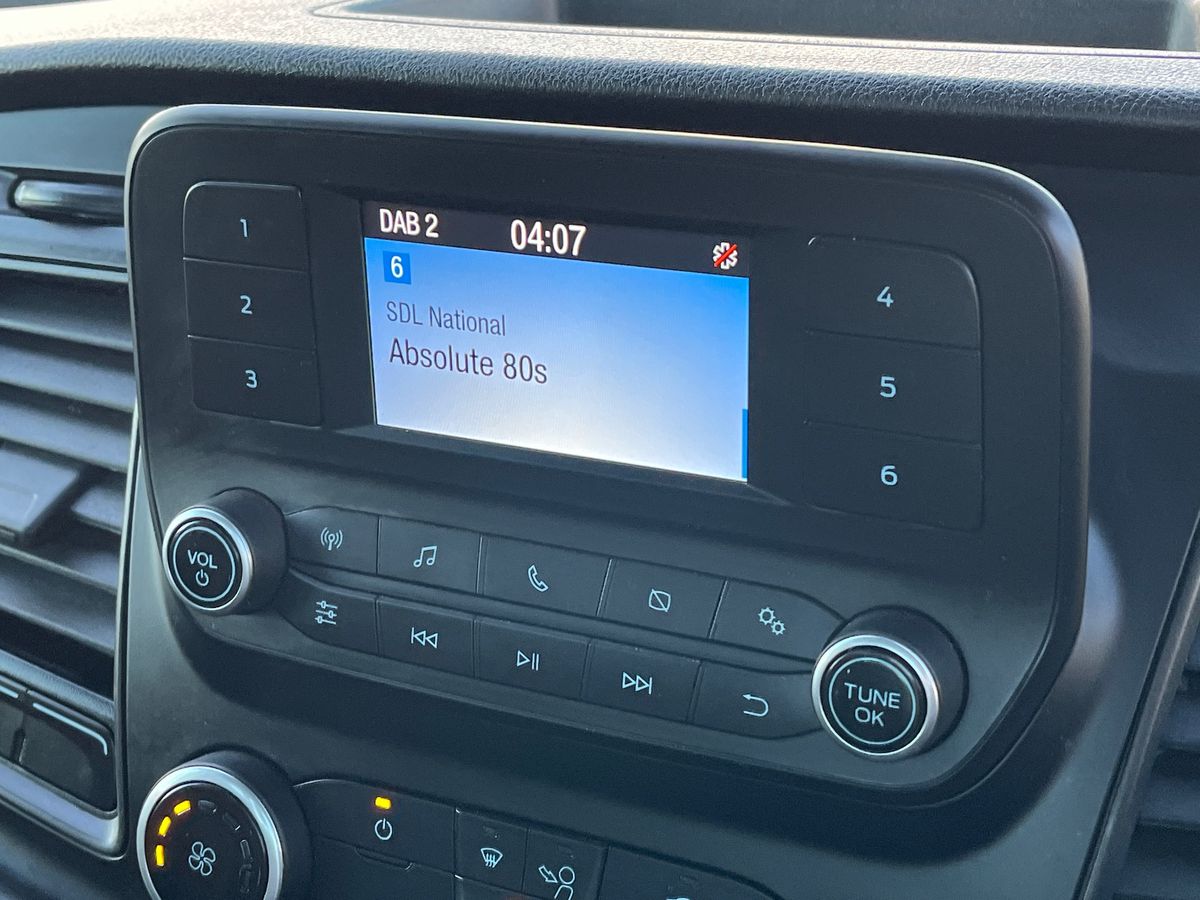 DAB 2 04:07
6
SDL National
Absolute 80s
1
2
3
4
5
6
VOL
TUNE
OK